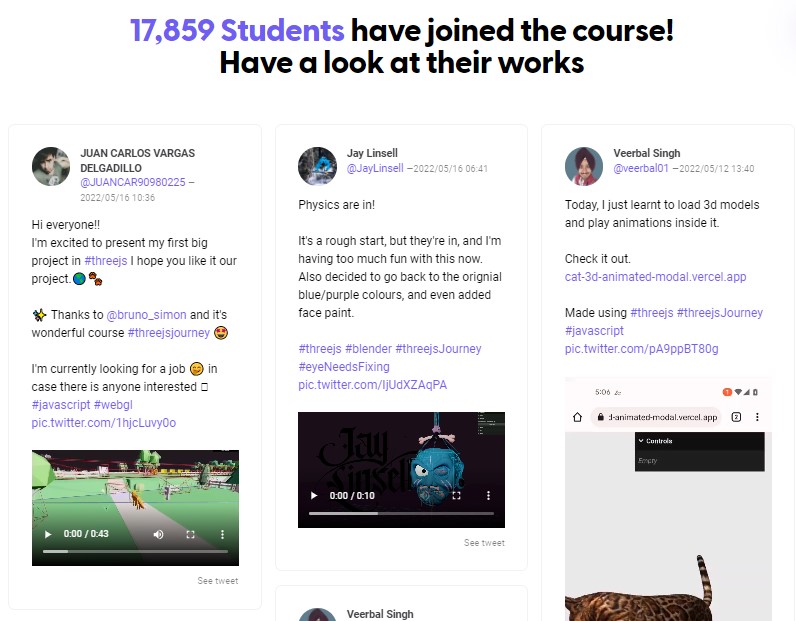 17,859 Students have joined the course!
Have a look at their works
JUAN CARLOS VARGAS
DELGADILLO
@JUANCAR90980225 —
2022/05/16 10:36
Hi everyone!!
I'm excited to present my first big
project in #threejs I hope you like it our
project.🌍
✨ Thanks to @bruno_simon and it's
wonderful course #threejsjourney 🤩
I'm currently looking for a job 😊 in
case there is anyone interested
#javascript #webgl
pic.twitter.com/1hjcLuvy0o
0:00 / 0:43
See tweet
Jay Linsell
@JayLinsell —2022/05/16 06:41
Physics are in!
It's a rough start, but they're in, and I'm
having too much fun with this now.
Also decided to go back to the orignial
blue/purple colours, and even added
face paint.
#threejs #blender #threejsJourney
#eyeNeedsFixing
pic.twitter.com/IjUdXZAqPA
Jay
Linsell
0:00 / 0:10
See tweet
Veerbal Singh
Veerbal Singh
@veerbal01 —2022/05/12 13:40
Today, I just learnt to load 3d models
and play animations inside it.
Check it out.
cat-3d-animated-modal.vercel.app
Made using #threejs #threejsJourney
#javascript
pic.twitter.com/pA9ppBT80g
5:06
d-animated-modal.vercel.app
2
Controls
Empty